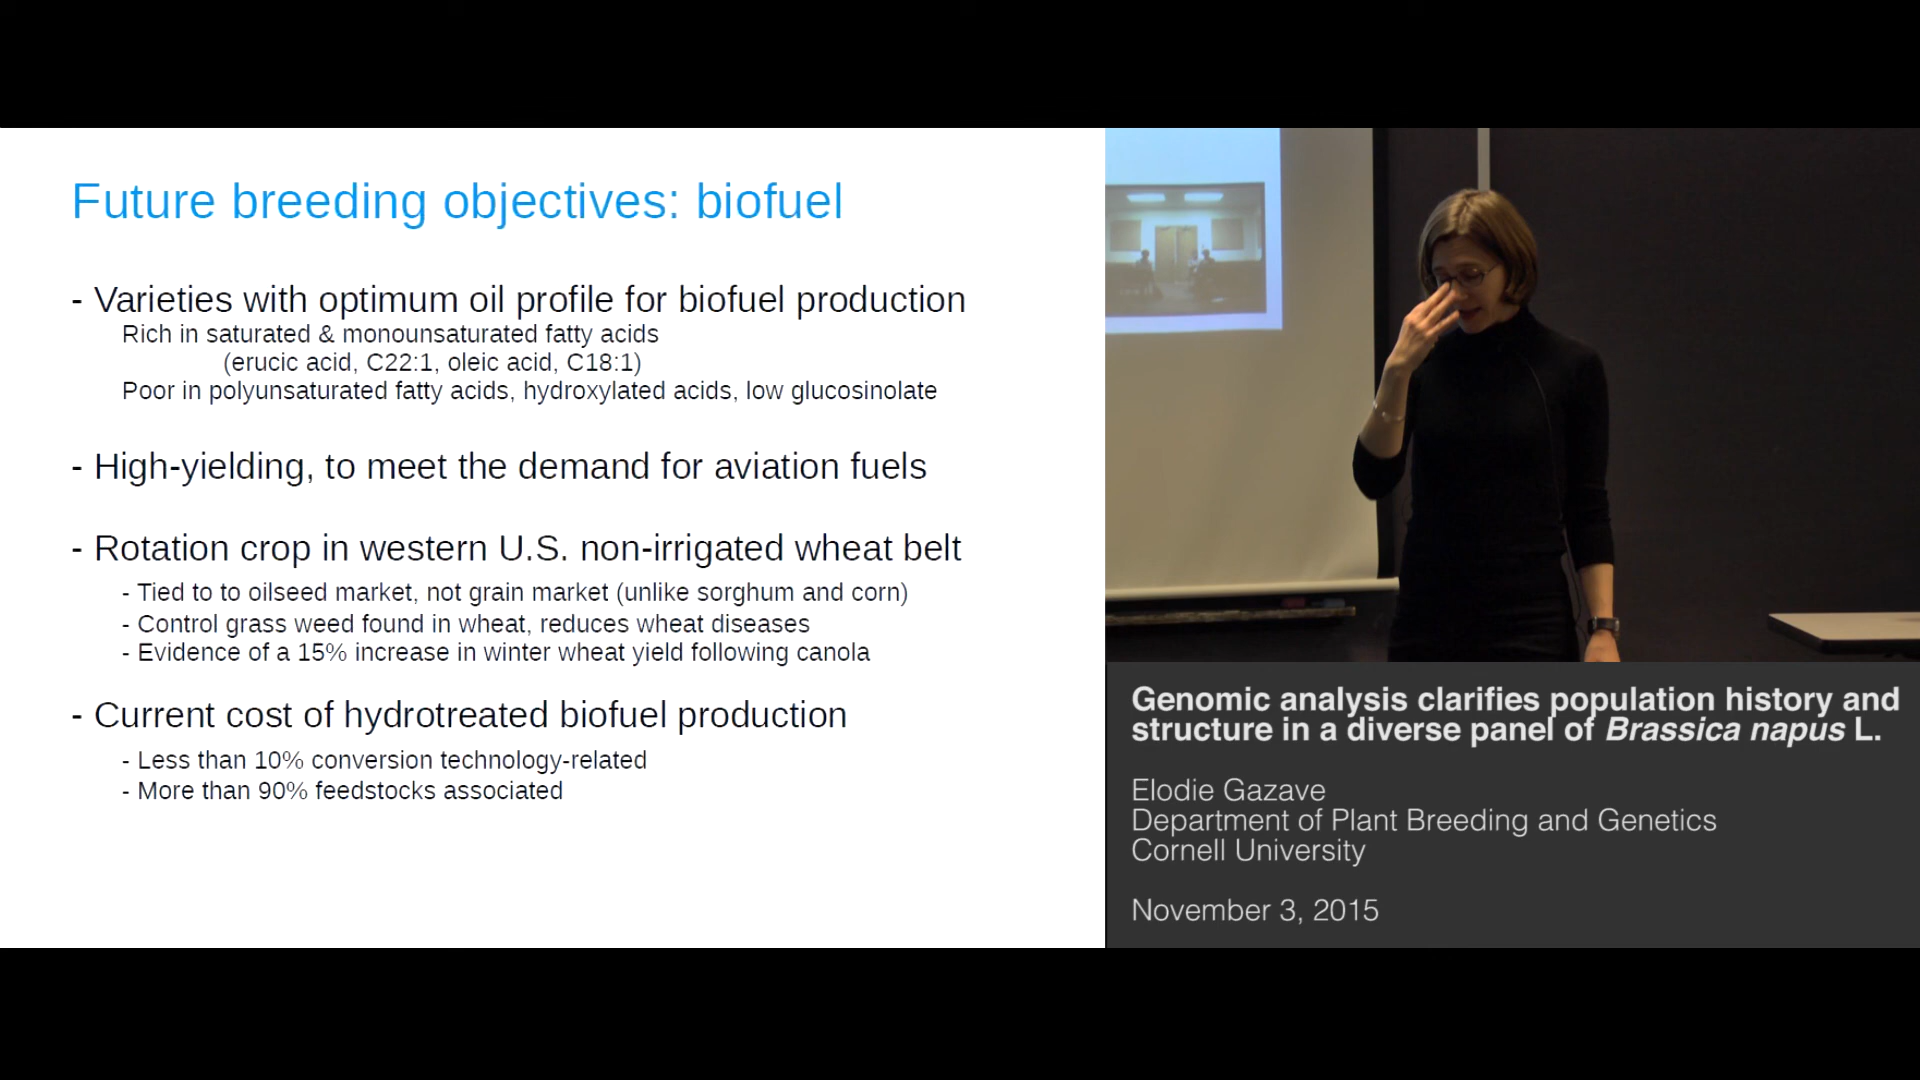 Future breeding objectives: biofuel
- Varieties with optimum oil profile for biofuel production
Rich in saturated & monounsaturated fatty acids
(erucic acid, C22:1, oleic acid, C18:1)
Poor in polyunsaturated fatty acids, hydroxylated acids, low glucosinolate
- High-yielding, to meet the demand for aviation fuels
- Rotation crop in western U.S. non-irrigated wheat belt
- Tied to to oilseed market, not grain market (unlike sorghum and corn)
- Control grass weed found in wheat, reduces wheat diseases
- Evidence of a 15% increase in winter wheat yield following canola
- Current cost of hydrotreated biofuel production
- Less than 10% conversion technology-related
- More than 90% feedstocks associated
Genomic analysis clarifies population history and
structure in a diverse panel of Brassica napus L.
Elodie Gazave
Department of Plant Breeding and Genetics
Cornell University
November 3, 2015